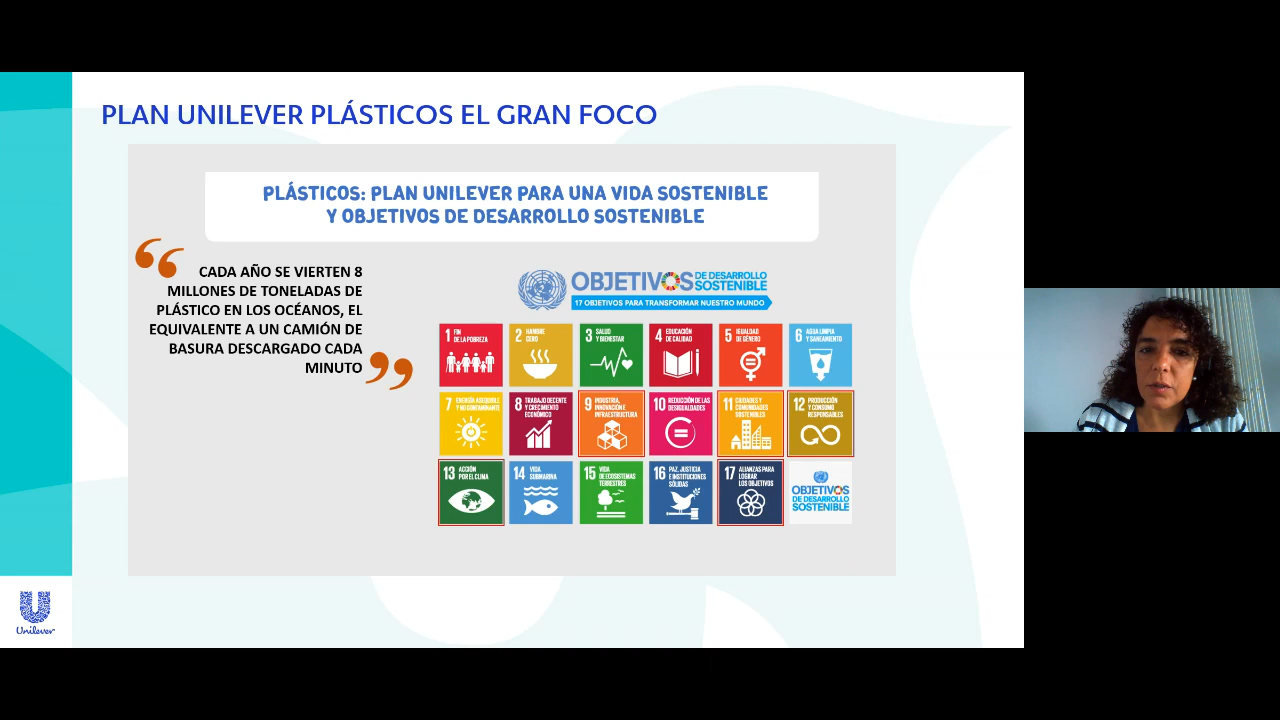 PLAN UNILEVER PLÁSTICOS EL GRAN FOCO
PLÁSTICOS: PLAN UNILEVER PARA UNA VIDA SOSTENIBLE
Y OBJETIVOS DE DESARROLLO SOSTENIBLE
“
CADA AÑO SE VIERTEN 8
MILLONES DE TONELADAS DE
PLÁSTICO EN LOS OCÉANOS, EL
EQUIVALENTE A UN CAMIÓN DE
BASURA DESCARGADO CADA
MINUTO
”
OBJETIVOS DE DESARROLLO
SOSTENIBLE
17 OBJETIVOS PARA TRANSFORMAR NUESTRO MUNDO
1 FIN
DE LA POBREZA
2 HAMBRE
CERO
3 SALUD
Y BIENESTAR
4 EDUCACIÓN
DE CALIDAD
5 IGUALDAD
DE GÉNERO
6 AGUA LIMPIA
Y SANEAMIENTO
7 ENERGÍA ASEQUIBLE
Y NO CONTAMINANTE
8 TRABAJO DECENTE
Y CRECIMIENTO
ECONÓMICO
9 INDUSTRIA,
INNOVACIÓN E
INFRAESTRUCTURA
10 REDUCCIÓN DE LAS
DESIGUALDADES
11 CIUDADES Y
COMUNIDADES
SOSTENIBLES
12 PRODUCCIÓN
Y CONSUMO
RESPONSABLES
13 ACCIÓN
POR EL CLIMA
14 VIDA
SUBMARINA
15 VIDA
DE ECOSISTEMAS
TERRESTRES
16 PAZ, JUSTICIA
E INSTITUCIONES
SÓLIDAS
17 ALIANZAS PARA
LOGRAR
LOS OBJETIVOS
OBJETIVOS
DE DESARROLLO
SOSTENIBLE
Unilever